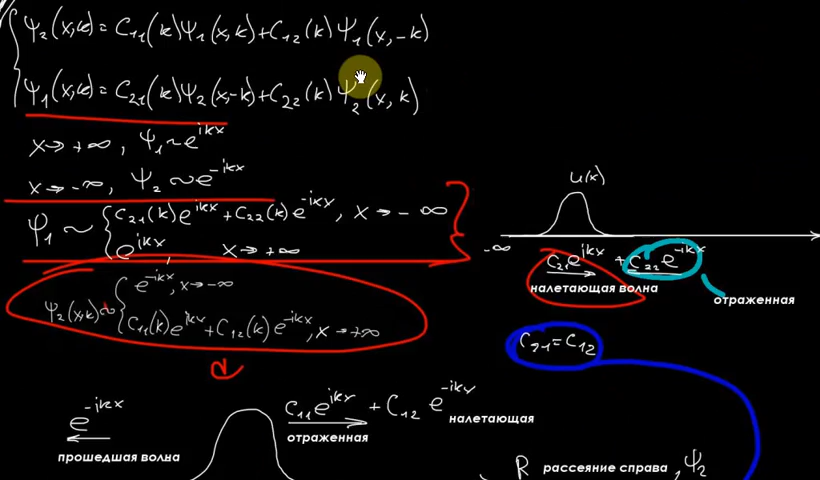 ψ₂(x,k) = C₁₁(k)ψ₁(x,k) + C₁₂(k)ψ₁(x,-k)
ψ₁(x,k) = C₂₁(k)ψ₂(x,-k) + C₂₂(k)ψ₂(x,k)
x → +∞, ψ₁ ~ e^{ikx}
x → -∞, ψ₂ ~ e^{-ikx}
ψ₁ ~ { C₂₁(k)e^{ikx} + C₂₂(k)e^{-ikx}, x → -∞
e^{ikx}, x → +∞
ψ₂(x,k) ~ { e^{-ikx}, x → -∞
C₁₁(k)e^{ikx} + C₁₂(k)e^{-ikx}, x → +∞
u(x)
-∞
C₂₁e^{ikx} + C₂₂e^{-ikx}
налетающая волна
отраженная
C₂₁ = C₁₂
e^{-ikx}
прошедшая волна
C₁₁e^{ikx} + C₁₂e^{-ikx}
отраженная
налетающая
R рассеяние справа, ψ₂